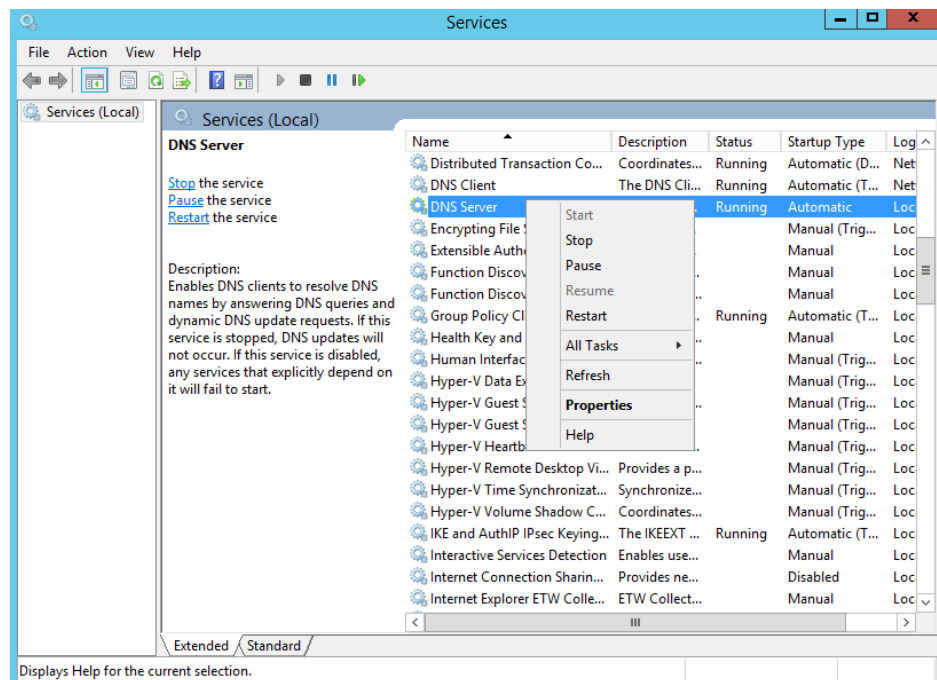 Services
File Action View Help
Services (Local)
Services (Local)
DNS Server
Stop the service
Pause the service
Restart the service
Description:
Enables DNS clients to resolve DNS
names by answering DNS queries and
dynamic DNS update requests. If this
service is stopped, DNS updates will
not occur. If this service is disabled,
any services that explicitly depend on
it will fail to start.
Name Description Status Startup Type Log
Distributed Transaction Co... Coordinates... Running Automatic (D... Net
DNS Client The DNS Cli... Running Automatic (T... Net
DNS Server Running Automatic Loc
Encrypting File Manual (Trig... Loc
Extensible Authe Manual Loc
Function Discov Manual Loc
Function Discov Manual Loc
Group Policy Cl Running Automatic (T... Loc
Health Key and Manual Loc
Human Interfac Manual (Trig... Loc
Hyper-V Data Ex Manual (Trig... Loc
Hyper-V Guest S Manual (Trig... Loc
Hyper-V Guest S Manual (Trig... Loc
Hyper-V Heartb Manual (Trig... Loc
Hyper-V Remote Desktop Vi... Provides a p... Manual (Trig... Loc
Hyper-V Time Synchronizat... Synchronize... Manual (Trig... Loc
Hyper-V Volume Shadow C... Coordinates... Manual (Trig... Loc
IKE and AuthIP IPsec Keying... The IKEEXT ... Running Automatic (T... Loc
Interactive Services Detection Enables use... Manual Loc
Internet Connection Sharin... Provides ne... Disabled Loc
Internet Explorer ETW Colle... ETW Collect... Manual Loc
Start
Stop
Pause
Resume
Restart
All Tasks
Refresh
Properties
Help
Extended Standard
Displays Help for the current selection.